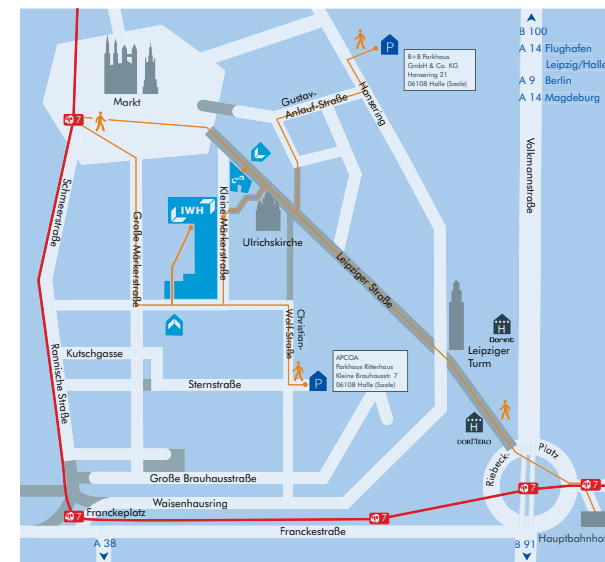 B 100
A 14 Flughafen
Leipzig/Halle
A 9 Berlin
A 14 Magdeburg
P
B+B Parkhaus
GmbH & Co. KG
Hansering 21
06108 Halle (Saale)
Markt
Gustav-
Anlauf-Straße
Hansering
7
Volkmannstraße
Schmeerstraße
Große Märkerstraße
IWH
Kleine Märkerstraße
Ulrichskirche
Leipziger Straße
Christian-
Wolf-Straße
Dorint
H
Leipziger
Turm
Kutschgasse
Rannische Straße
Sternstraße
P
APCOA
Parkhaus Ritterhaus
Kleine Brauhausstr. 7
06108 Halle (Saale)
H
DORMERO
Riebeck-
Platz
Große Brauhausstraße
Waisenhausring
7
7
7
Franckeplatz
7
Franckestraße
A 38
B 91
Hauptbahnhof